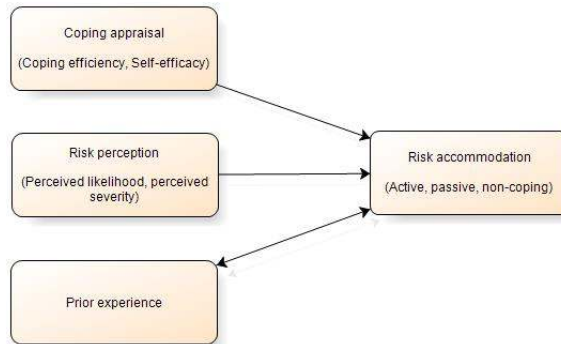 Coping appraisal
(Coping efficiency, Self-efficacy)
Risk perception
(Perceived likelihood, perceived
severity)
Risk accommodation
(Active, passive, non-coping)
Prior experience